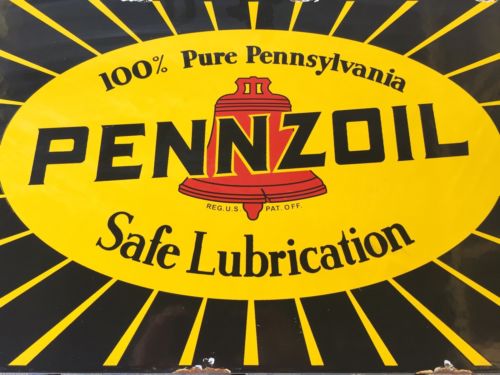 100% Pure Pennsylvania
PENNZOIL
REG. U.S. PAT. OFF.
Safe Lubrication